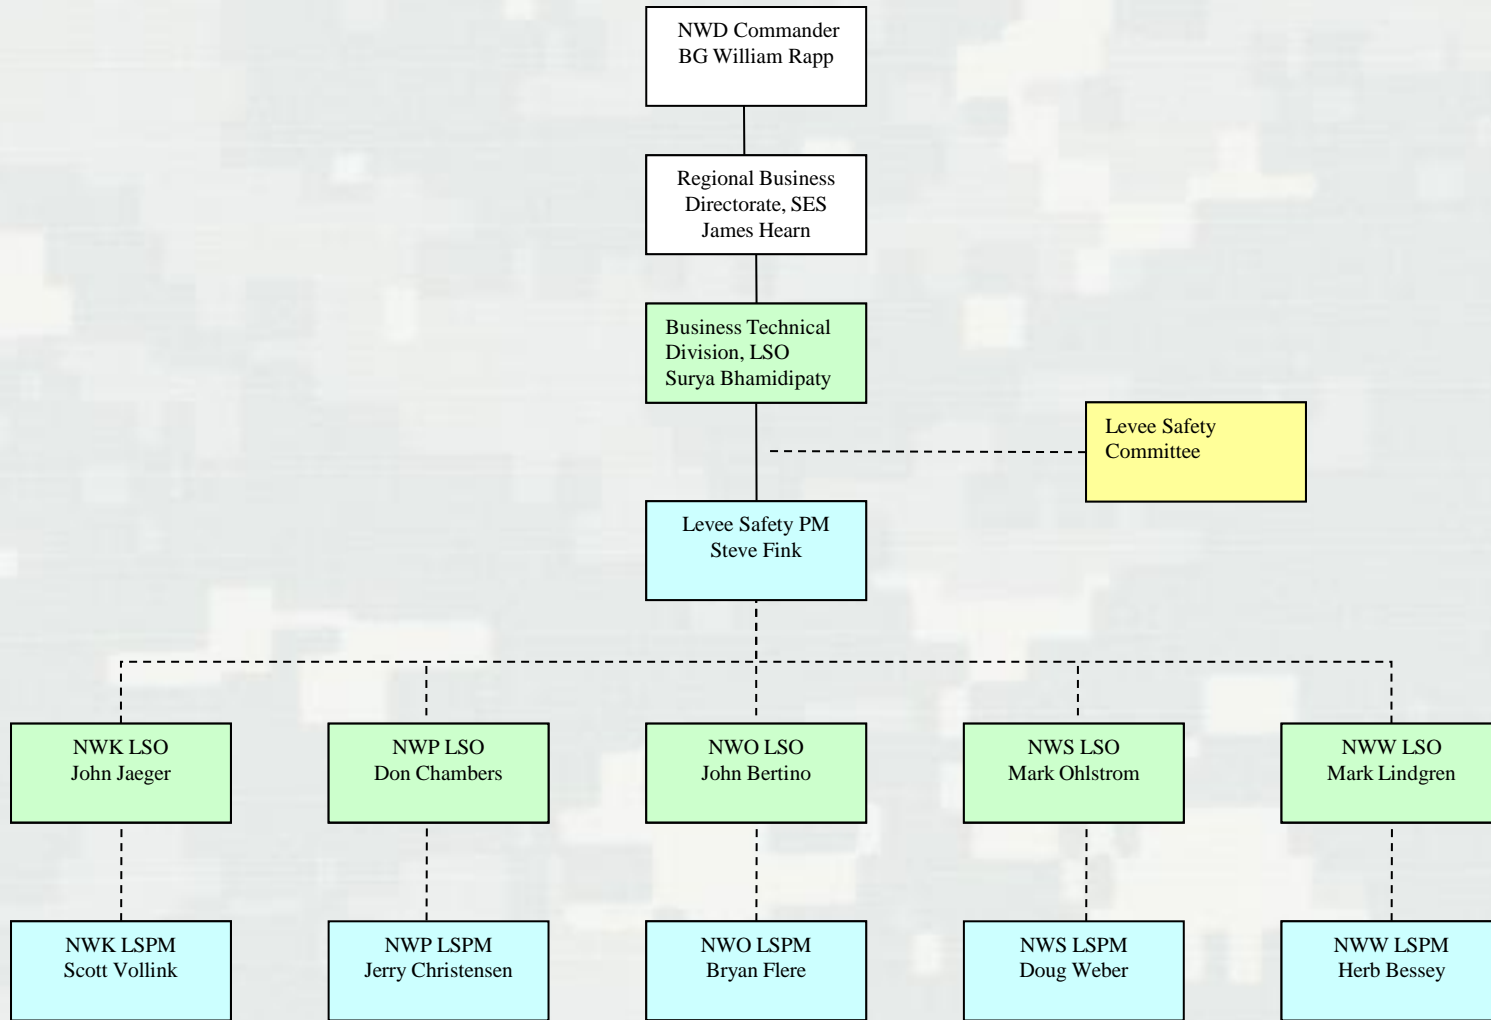 NWD Commander
BG William Rapp
Regional Business
Directorate, SES
James Hearn
Business Technical
Division, LSO
Surya Bhamidipaty
Levee Safety
Committee
Levee Safety PM
Steve Fink
NWK LSO
John Jaeger
NWP LSO
Don Chambers
NWO LSO
John Bertino
NWS LSO
Mark Ohlstrom
NWW LSO
Mark Lindgren
NWK LSPM
Scott Vollink
NWP LSPM
Jerry Christensen
NWO LSPM
Bryan Flere
NWS LSPM
Doug Weber
NWW LSPM
Herb Bessey